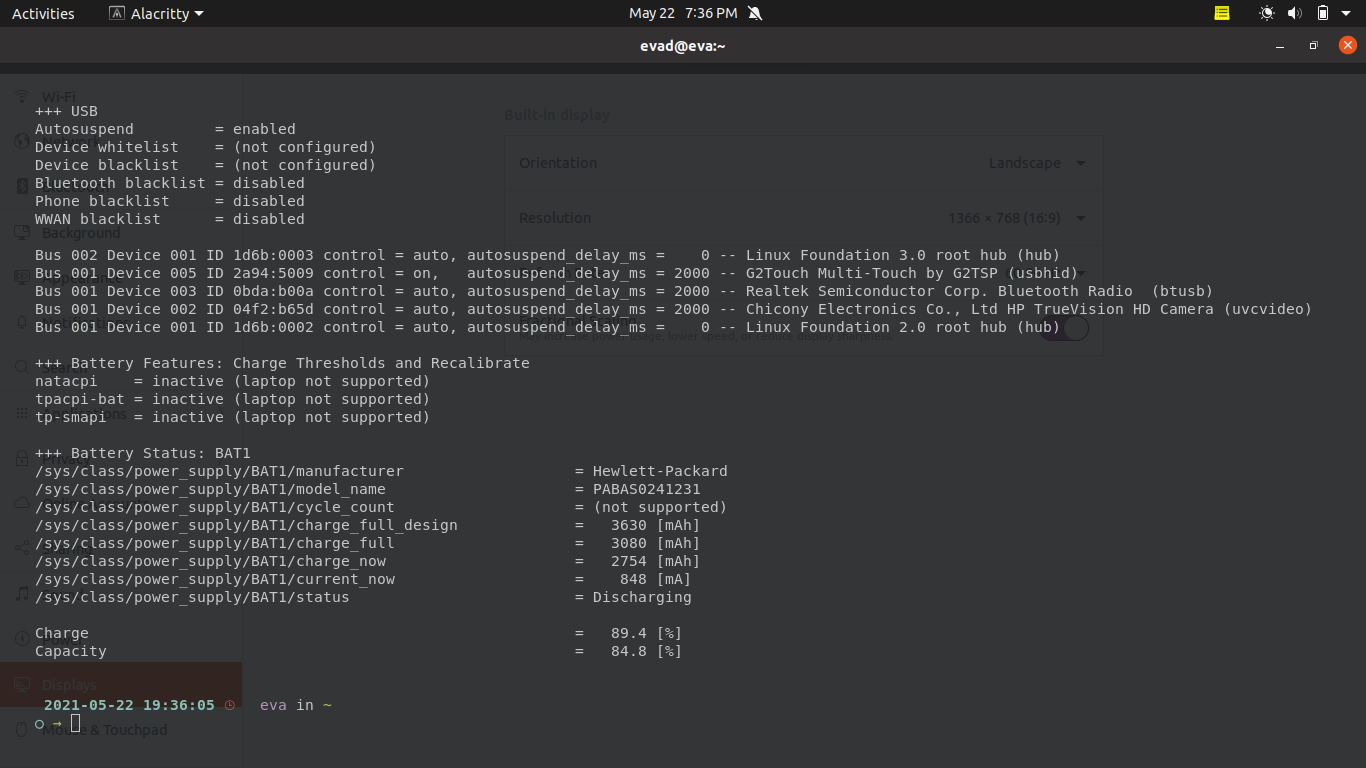 Activities
Alacritty
May 22 7:36 PM
evad@eva:~
Wi-Fi
Built-in display
+++ USB
Autosuspend = enabled
Device whitelist = (not configured)
Device blacklist = (not configured)
Orientation Landscape
Bluetooth blacklist = disabled
Phone blacklist = disabled
WWAN blacklist = disabled
Resolution 1366 × 768 (16:9)
Background
Bus 002 Device 001 ID 1d6b:0003 control = auto, autosuspend_delay_ms = 0 -- Linux Foundation 3.0 root hub (hub)
Bus 001 Device 005 ID 2a94:5009 control = on, autosuspend_delay_ms = 2000 -- G2Touch Multi-Touch by G2TSP (usbhid)
Bus 001 Device 003 ID 0bda:b00a control = auto, autosuspend_delay_ms = 2000 -- Realtek Semiconductor Corp. Bluetooth Radio (btusb)
Bus 001 Device 002 ID 04f2:b65d control = auto, autosuspend_delay_ms = 2000 -- Chicony Electronics Co., Ltd HP TrueVision HD Camera (uvcvideo)
Bus 001 Device 001 ID 1d6b:0002 control = auto, autosuspend_delay_ms = 0 -- Linux Foundation 2.0 root hub (hub)
May increase power usage, lower speed, or reduce display sharpness.
+++ Battery Features: Charge Thresholds and Recalibrate
natacpi = inactive (laptop not supported)
tpacpi-bat = inactive (laptop not supported)
tp-smapi = inactive (laptop not supported)
+++ Battery Status: BAT1
/sys/class/power_supply/BAT1/manufacturer = Hewlett-Packard
/sys/class/power_supply/BAT1/model_name = PABAS0241231
/sys/class/power_supply/BAT1/cycle_count = (not supported)
/sys/class/power_supply/BAT1/charge_full_design = 3630 [mAh]
/sys/class/power_supply/BAT1/charge_full = 3080 [mAh]
/sys/class/power_supply/BAT1/charge_now = 2754 [mAh]
/sys/class/power_supply/BAT1/current_now = 848 [mA]
/sys/class/power_supply/BAT1/status = Discharging
Charge = 89.4 [%]
Capacity = 84.8 [%]
Displays
2021-05-22 19:36:05 eva in ~
→
Mouse & Touchpad